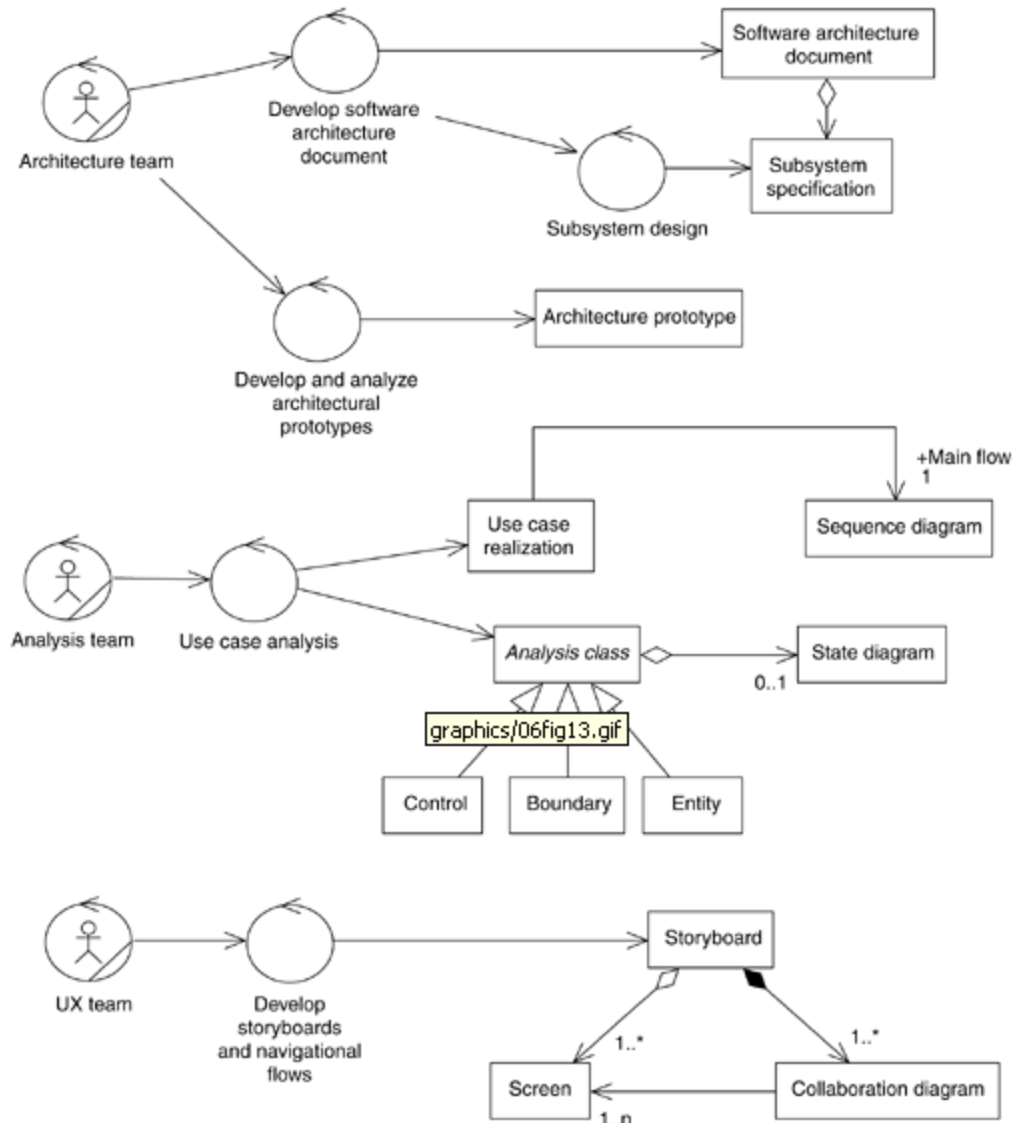 Software architecture
document
Develop software
architecture
document
Architecture team
Subsystem
specification
Subsystem design
Architecture prototype
Develop and analyze
architectural
prototypes
+Main flow
1
Use case
realization
Sequence diagram
Analysis team
Use case analysis
Analysis class
State diagram
0..1
graphics/06fig13.gif
Control
Boundary
Entity
Storyboard
UX team
Develop
storyboards
and navigational
flows
1..*
1..*
Screen
Collaboration diagram
1..n